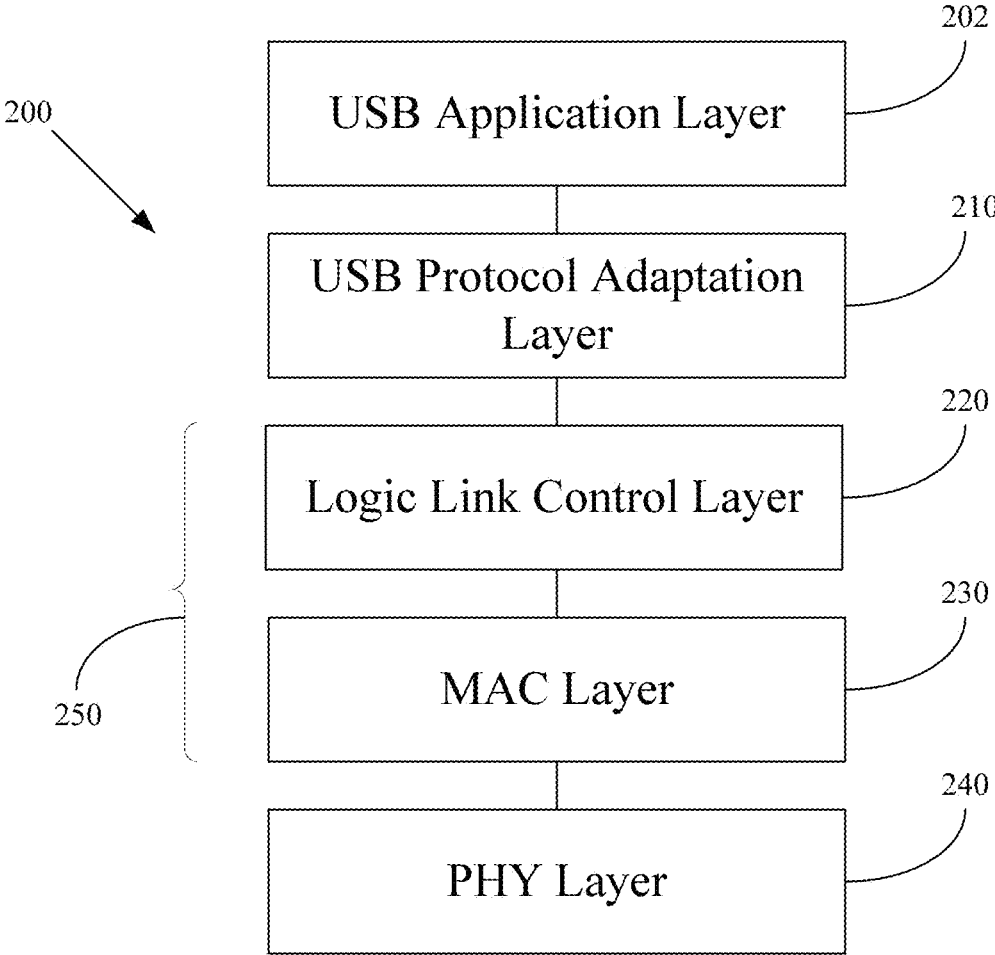 202
USB Application Layer
200
210
USB Protocol Adaptation
Layer
220
Logic Link Control Layer
230
MAC Layer
250
240
PHY Layer